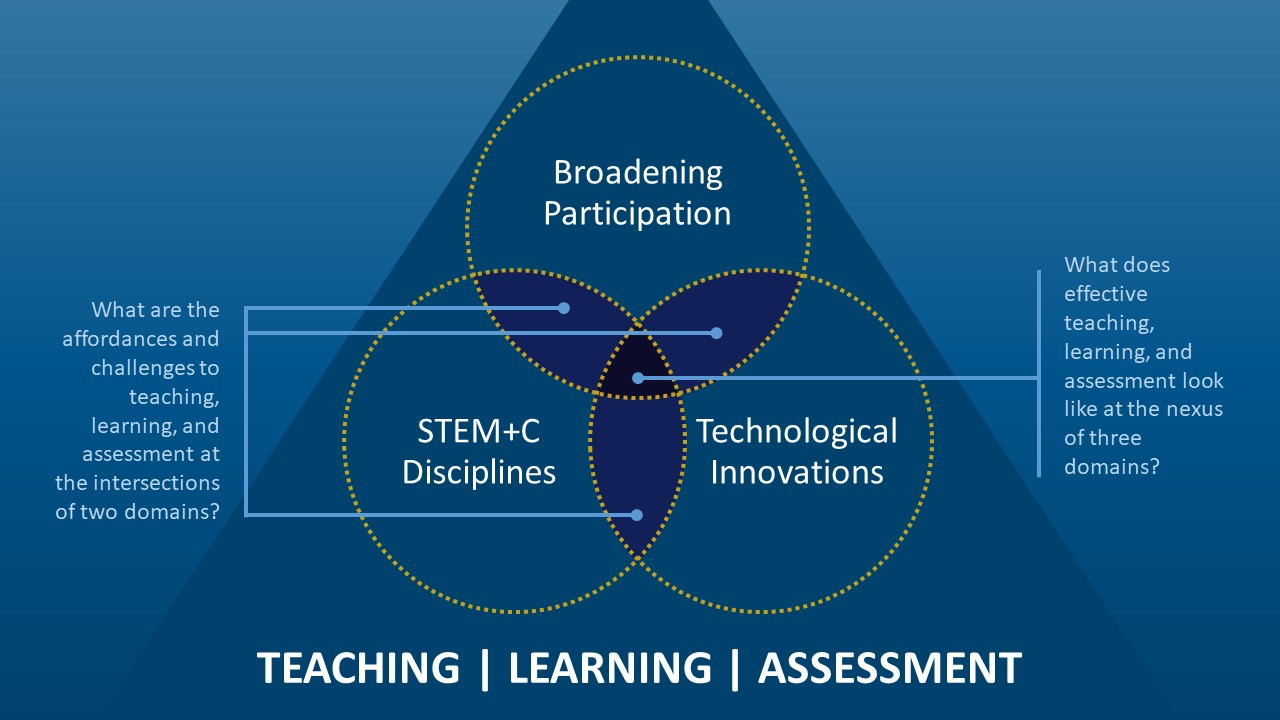 Broadening
Participation
What are the
affordances and
challenges to
teaching,
learning, and
assessment at
the intersections
of two domains?
STEM+C
Disciplines
Technological
Innovations
What does
effective
teaching,
learning, and
assessment look
like at the nexus
of three
domains?
TEACHING | LEARNING | ASSESSMENT